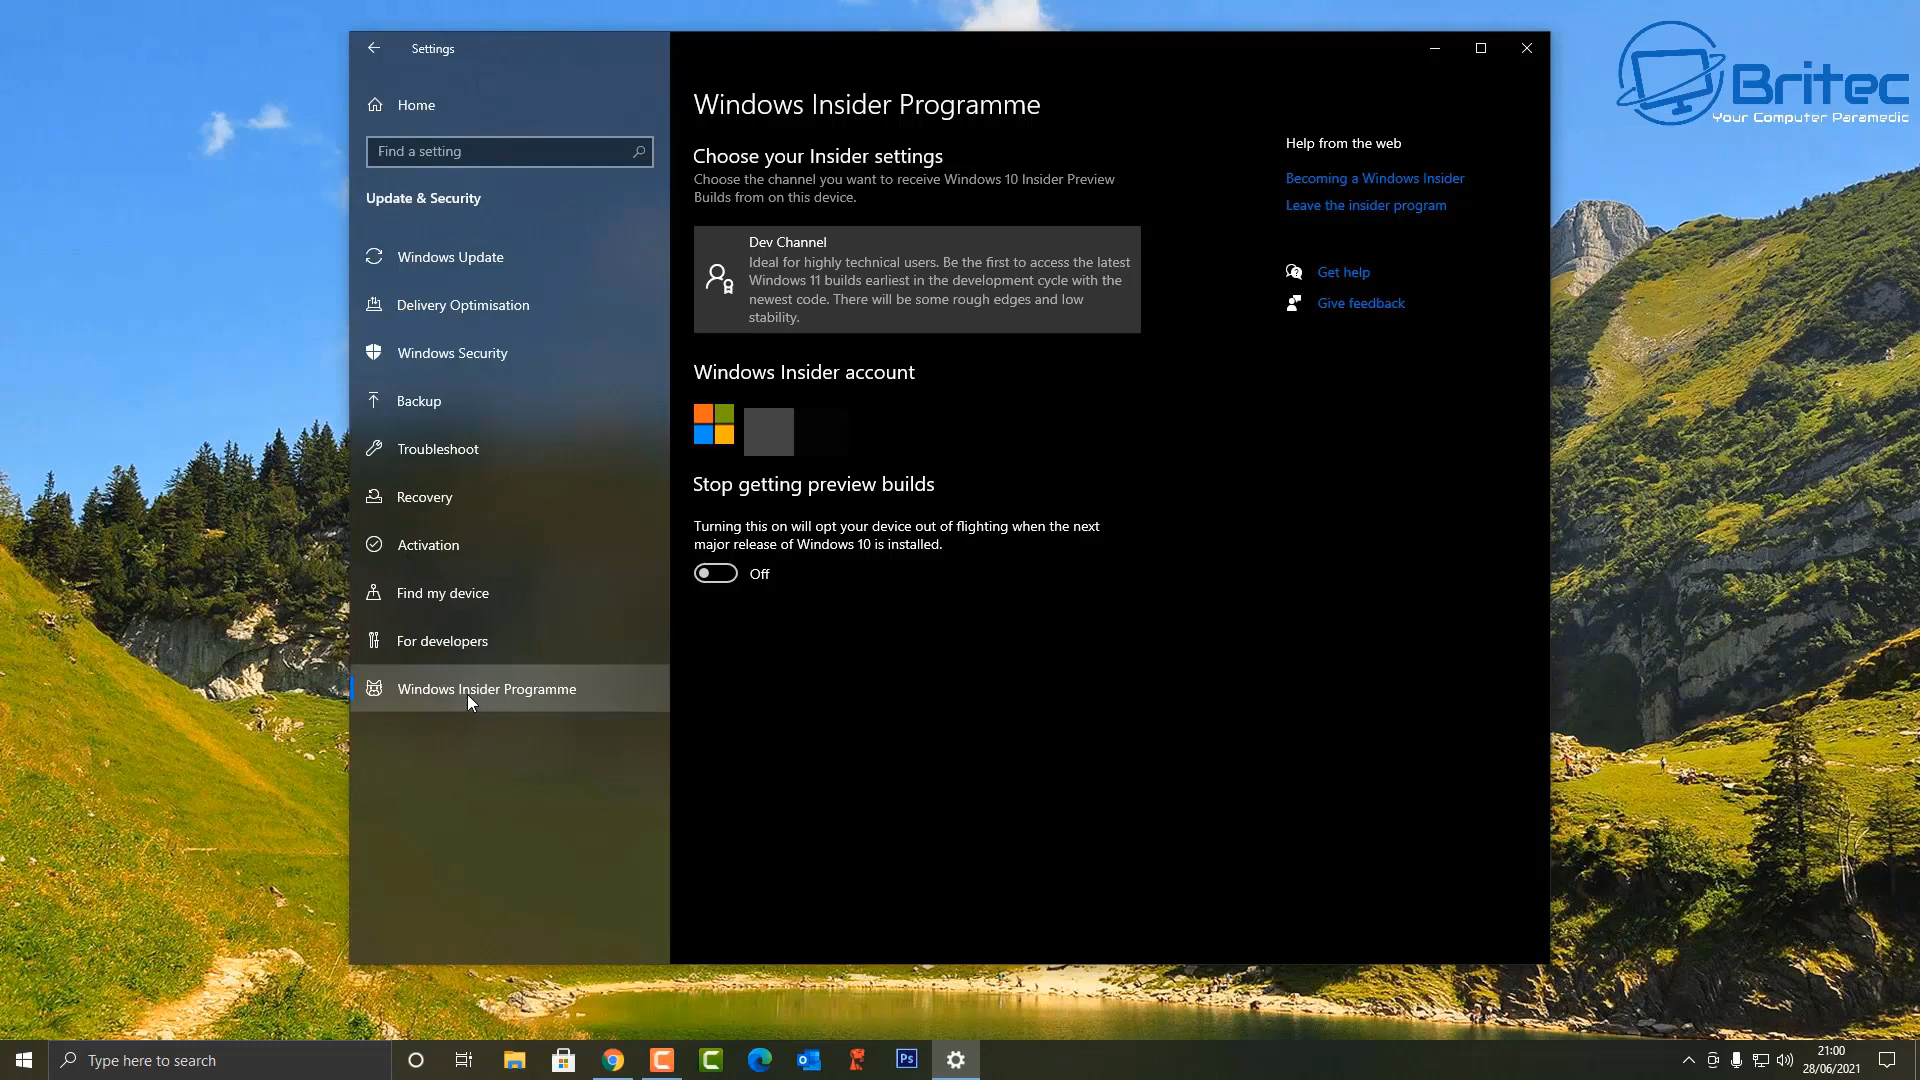 Settings
Home
Find a setting
Update & Security
Windows Update
Delivery Optimisation
Windows Security
Backup
Troubleshoot
Recovery
Activation
Find my device
For developers
Windows Insider Programme
Windows Insider Programme
Choose your Insider settings
Choose the channel you want to receive Windows 10 Insider Preview
Builds from on this device.
Dev Channel
Ideal for highly technical users. Be the first to access the latest
Windows 11 builds earliest in the development cycle with the
newest code. There will be some rough edges and low
stability.
Windows Insider account
Stop getting preview builds
Turning this on will opt your device out of flighting when the next
major release of Windows 10 is installed.
Off
Help from the web
Becoming a Windows Insider
Leave the insider program
Get help
Give feedback
Britec
Your Computer Paramedic
Type here to search
Ps
21:00
28/06/2021